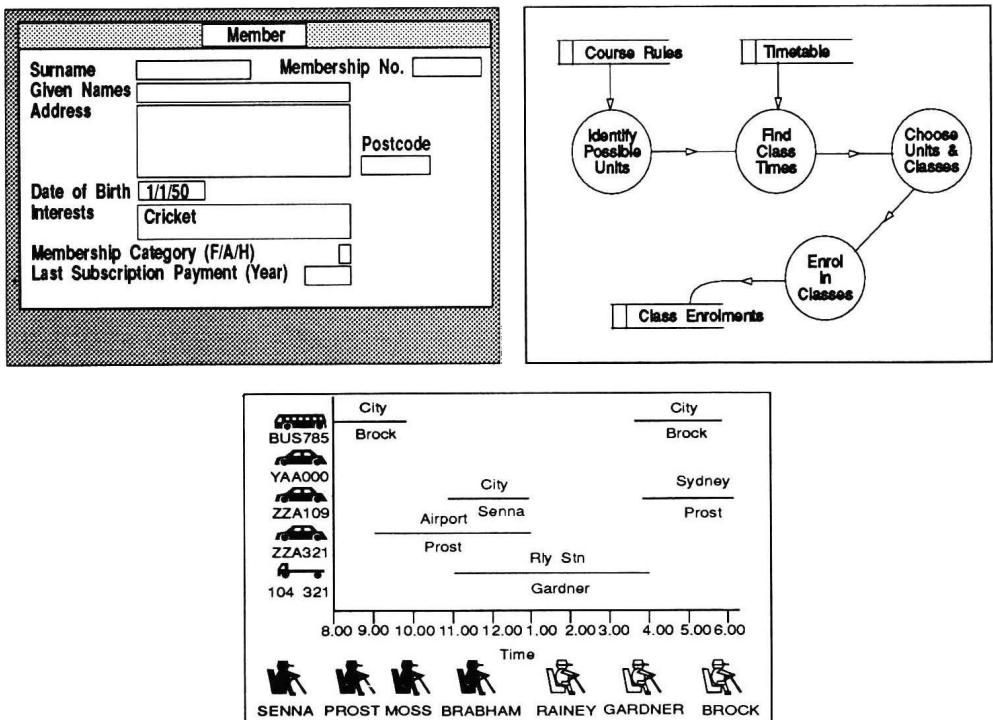 Member
Surname
Membership No.
Given Names
Address
Postcode
Date of Birth 1/1/50
Interests
Cricket
Membership Category (F/A/H)
Last Subscription Payment (Year)
Course Rules
Timetable
Identify
Possible
Units
Find
Class
Times
Choose
Units &
Classes
Enrol
In
Classes
Class Enrolments
City
City
BUS785
Brock
Brock
YAA000
City
Sydney
ZZA109
Senna
Prost
Airport
ZZA321
Prost
Rly Stn
104 321
Gardner
8.00 9.00 10.00 11.00 12.00 1.00 2.00 3.00 4.00 5.00 6.00
Time
SENNA PROST MOSS BRABHAM RAINEY GARDNER BROCK